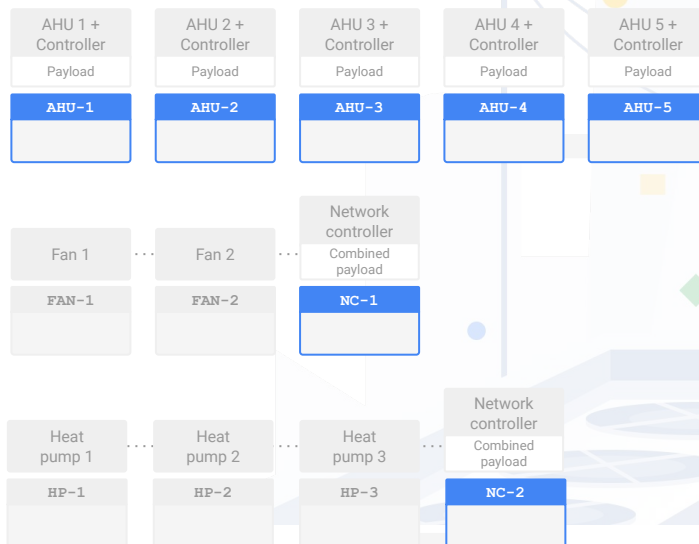 AHU 1 +
Controller
Payload
AHU-1
AHU 2 +
Controller
Payload
AHU-2
AHU 3 +
Controller
Payload
AHU-3
AHU 4 +
Controller
Payload
AHU-4
AHU 5 +
Controller
Payload
AHU-5
Fan 1
FAN-1
Fan 2
FAN-2
Network
controller
Combined
payload
NC-1
Heat
pump 1
HP-1
Heat
pump 2
HP-2
Heat
pump 3
HP-3
Network
controller
Combined
payload
NC-2